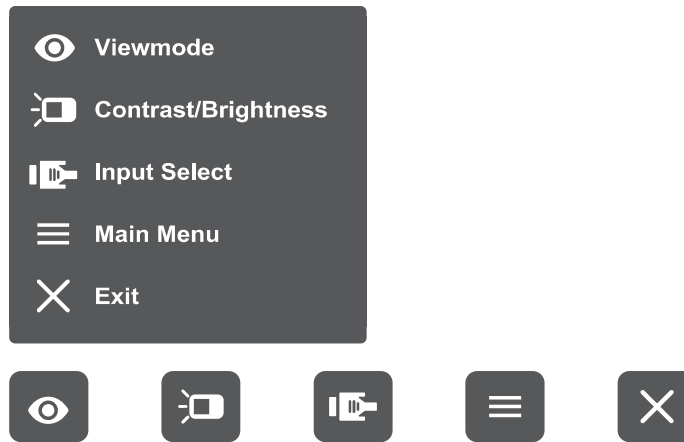 Viewmode
Contrast/Brightness
Input Select
Main Menu
Exit